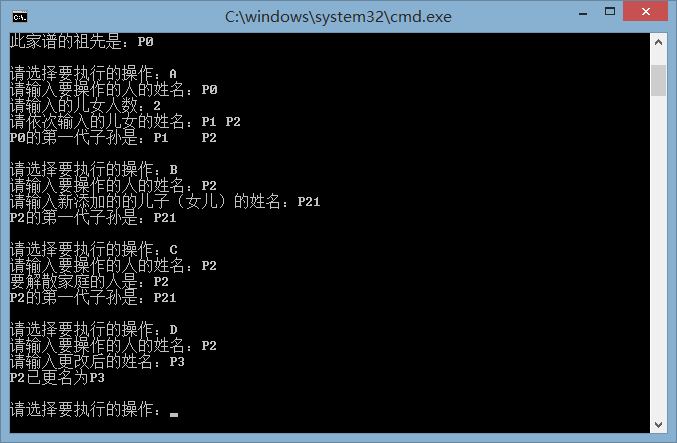 C:\windows\system32\cmd.exe
此家谱的祖先是：P0
请选择要执行的操作：A
请输入要操作的人的姓名：P0
请输入的儿女人数：2
请依次输入的儿女的姓名：P1 P2
P0的第一代子孙是：P1    P2
请选择要执行的操作：B
请输入要操作的人的姓名：P2
请输入新添加的的儿子（女儿）的姓名：P21
P2的第一代子孙是：P21
请选择要执行的操作：C
请输入要操作的人的姓名：P2
要解散家庭的人是：P2
P2的第一代子孙是：P21
请选择要执行的操作：D
请输入要操作的人的姓名：P2
请输入更改后的姓名：P3
P2已更名为P3
请选择要执行的操作：